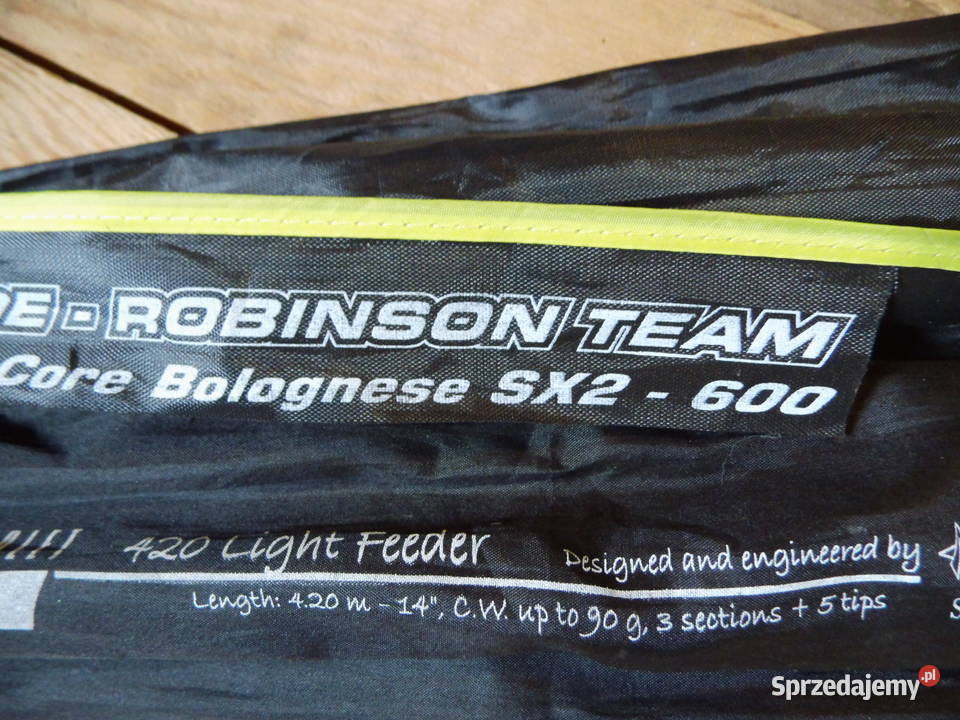 - ROBINSON TEAM
Core Bolognese SX2 - 600
420 Light Feeder
Designed and engineered by
Length: 4.20 m - 14", C.W. up to 90 g, 3 sections + 5 tips
Sprzedajemy.pl